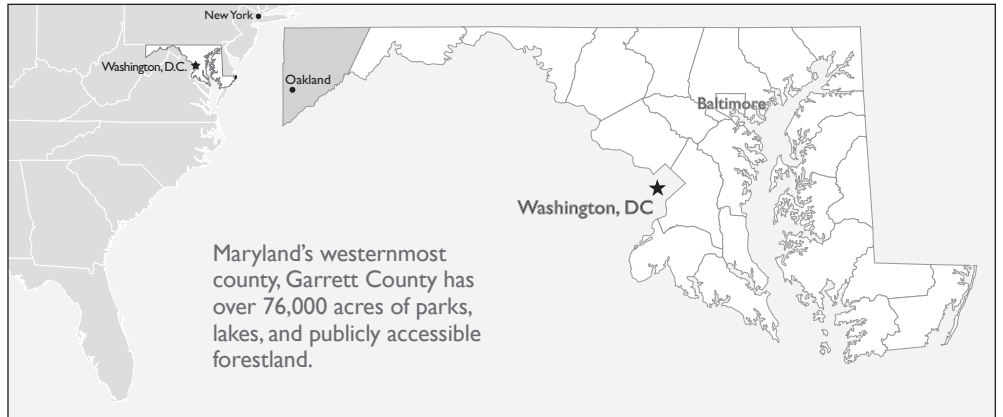 New York
Washington, D.C.
Oakland
Baltimore
Washington, DC
Maryland’s westernmost
county, Garrett County has
over 76,000 acres of parks,
lakes, and publicly accessible
forestland.